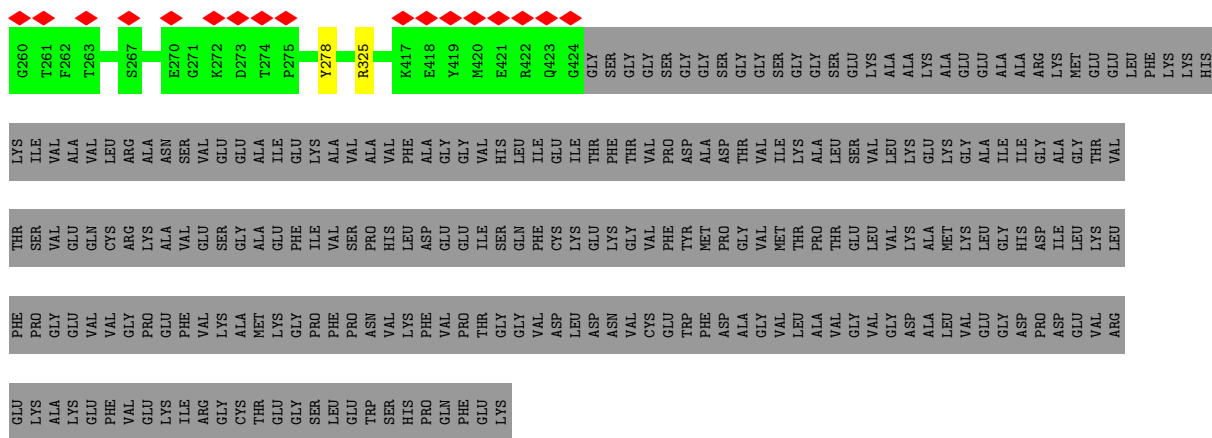 G260 T261 F262 T263 S267 E270 G271 K272 D273 T274 P275 Y278 R325 K417 E418 Y419 M420 E421 R422 Q423 G424 GLY SER GLY GLY SER GLY GLY SER GLY GLY SER GLY GLY SER GLU LYS ALA ALA LYS ALA GLU GLU ALA ALA ARG LYS MET GLU GLU LEU PHE LYS LYS HIS
LYS ILE VAL ALA VAL LEU ARG ALA ASN SER VAL GLU GLU ALA ILE GLU LYS ALA VAL ALA VAL PHE ALA GLY GLY VAL HIS LEU ILE GLU ILE THR PHE THR VAL PRO ASP ALA ASP THR VAL ILE LYS ALA LEU SER VAL LEU LYS GLU LYS GLY ALA ILE ILE GLY ALA GLY THR VAL
THR SER VAL GLU GLN CYS ARG LYS ALA VAL GLU SER GLY ALA GLU PHE ILE VAL SER PRO HIS LEU ASP GLU GLU ILE SER GLN PHE CYS LYS GLU LYS GLY VAL PHE TYR MET PRO GLY VAL MET THR PRO THR GLU LEU VAL LYS ALA MET LYS LEU GLY HIS ASP ILE LEU LYS LEU
PHE PRO GLY GLU VAL VAL GLY PRO GLU PHE VAL LYS ALA MET LYS GLY PRO PHE PRO ASN VAL LYS PHE VAL PRO THR GLY GLY VAL ASP LEU ASP ASN VAL CYS GLU TRP PHE ASP ALA GLY VAL LEU ALA VAL GLY VAL GLY ASP ALA LEU VAL GLU GLY ASP PRO ASP GLU VAL ARG
GLU LYS ALA LYS GLU PHE VAL GLU LYS ILE ARG GLY CYS THR GLU GLY SER LEU GLU TRP SER HIS PRO GLN PHE GLU LYS